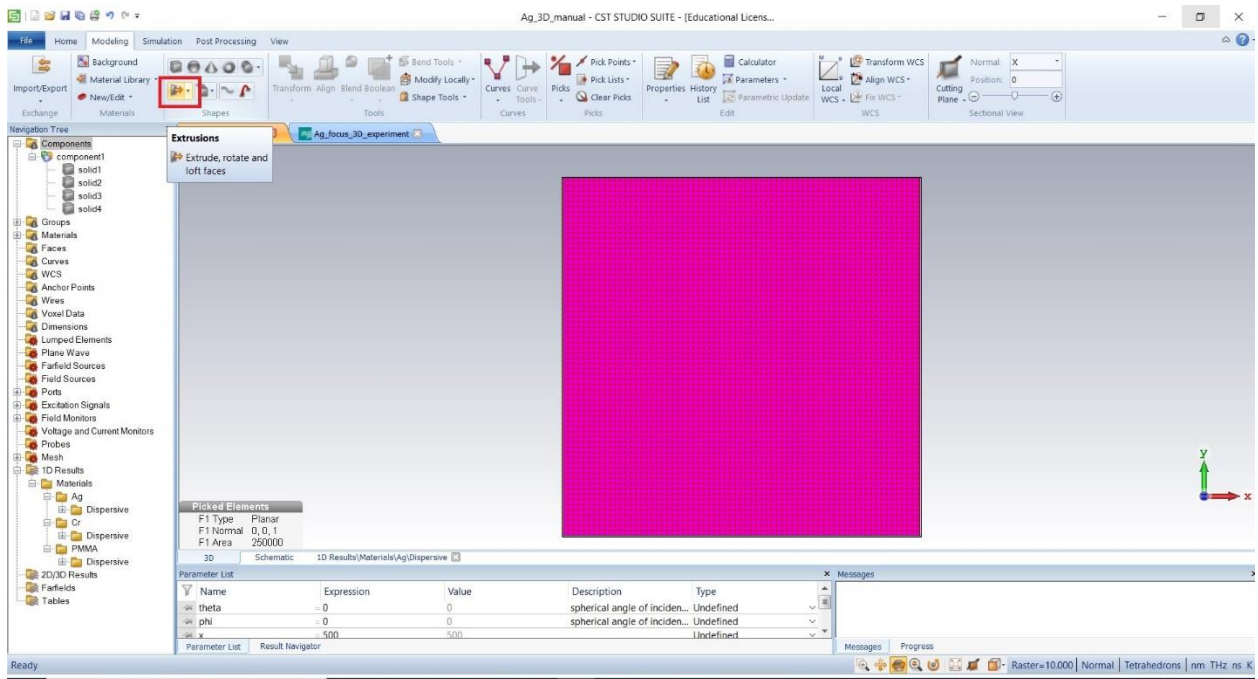 Ag_3D_manual - CST STUDIO SUITE - [Educational Licens...
File Home Modeling Simulation Post Processing View
Background
Material Library
New/Edit
Import/Export
Exchange
Materials
Shapes
Transform Align Blend Boolean
Bend Tools
Modify Locally
Shape Tools
Tools
Curves
Curve Tools
Curves
Picks
Pick Points
Pick Lists
Clear Picks
Picks
Properties
History List
Calculator
Parameters
Parametric Update
Edit
Local WCS
Transform WCS
Align WCS
Fix WCS
WCS
Cutting Plane
Normal: X
Position: 0
Sectional View
Navigation Tree
Ag_focus_3D_experiment
Extrusions
Extrude, rotate and
loft faces
Components
component1
solid1
solid2
solid3
solid4
Groups
Materials
Faces
Curves
WCS
Anchor Points
Wires
Voxel Data
Dimensions
Lumped Elements
Plane Wave
Farfield Sources
Field Sources
Ports
Excitation Signals
Field Monitors
Voltage and Current Monitors
Probes
Mesh
1D Results
Materials
Ag
Dispersive
Cr
Dispersive
PMMA
Dispersive
2D/3D Results
Farfields
Tables
y
x
Picked Elements
F1 Type Planar
F1 Normal 0, 0, 1
F1 Area 250000
3D Schematic 1D Results\Materials\Ag\Dispersive
Parameter List
Name Expression Value Description Type
theta = 0 0 spherical angle of inciden... Undefined
phi = 0 0 spherical angle of inciden... Undefined
x = 500 500 Undefined
Parameter List Result Navigator
Messages
Messages Progress
Ready
Raster=10.000 Normal Tetrahedrons nm THz ns K